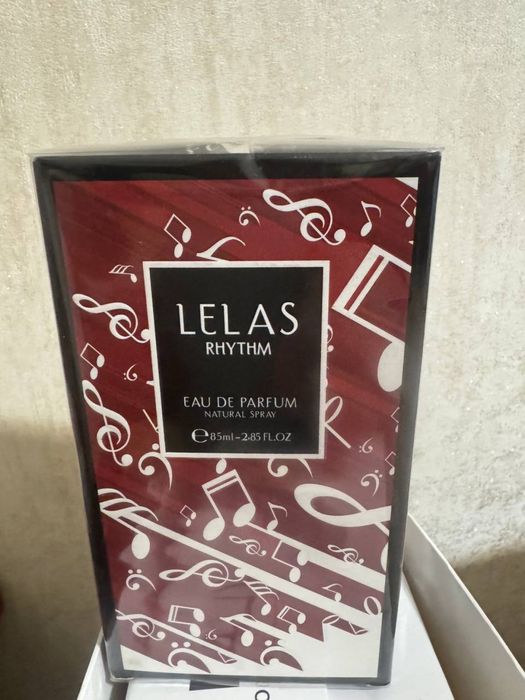 LELAS
RHYTHM
EAU DE PARFUM
NATURAL SPRAY
℮85ml-2.85 FL.OZ